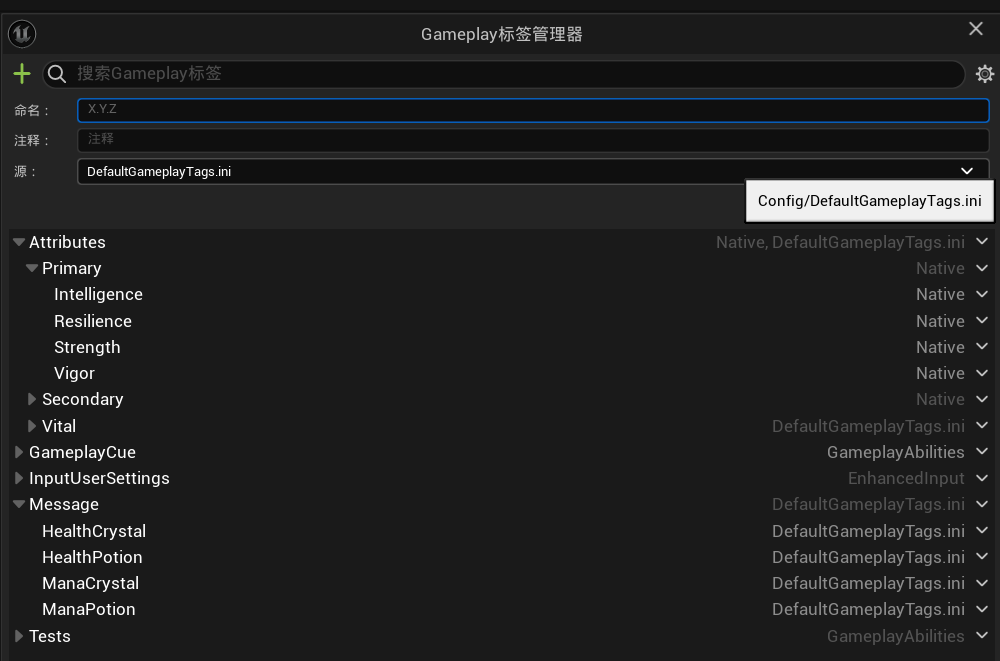 Gameplay标签管理器
搜索Gameplay标签
命名： X.Y.Z
注释： 注释
源： DefaultGameplayTags.ini
Config/DefaultGameplayTags.ini
Attributes Native, DefaultGameplayTags.ini
Primary Native
Intelligence Native
Resilience Native
Strength Native
Vigor Native
Secondary Native
Vital DefaultGameplayTags.ini
GameplayCue GameplayAbilities
InputUserSettings EnhancedInput
Message DefaultGameplayTags.ini
HealthCrystal DefaultGameplayTags.ini
HealthPotion DefaultGameplayTags.ini
ManaCrystal DefaultGameplayTags.ini
ManaPotion DefaultGameplayTags.ini
Tests GameplayAbilities